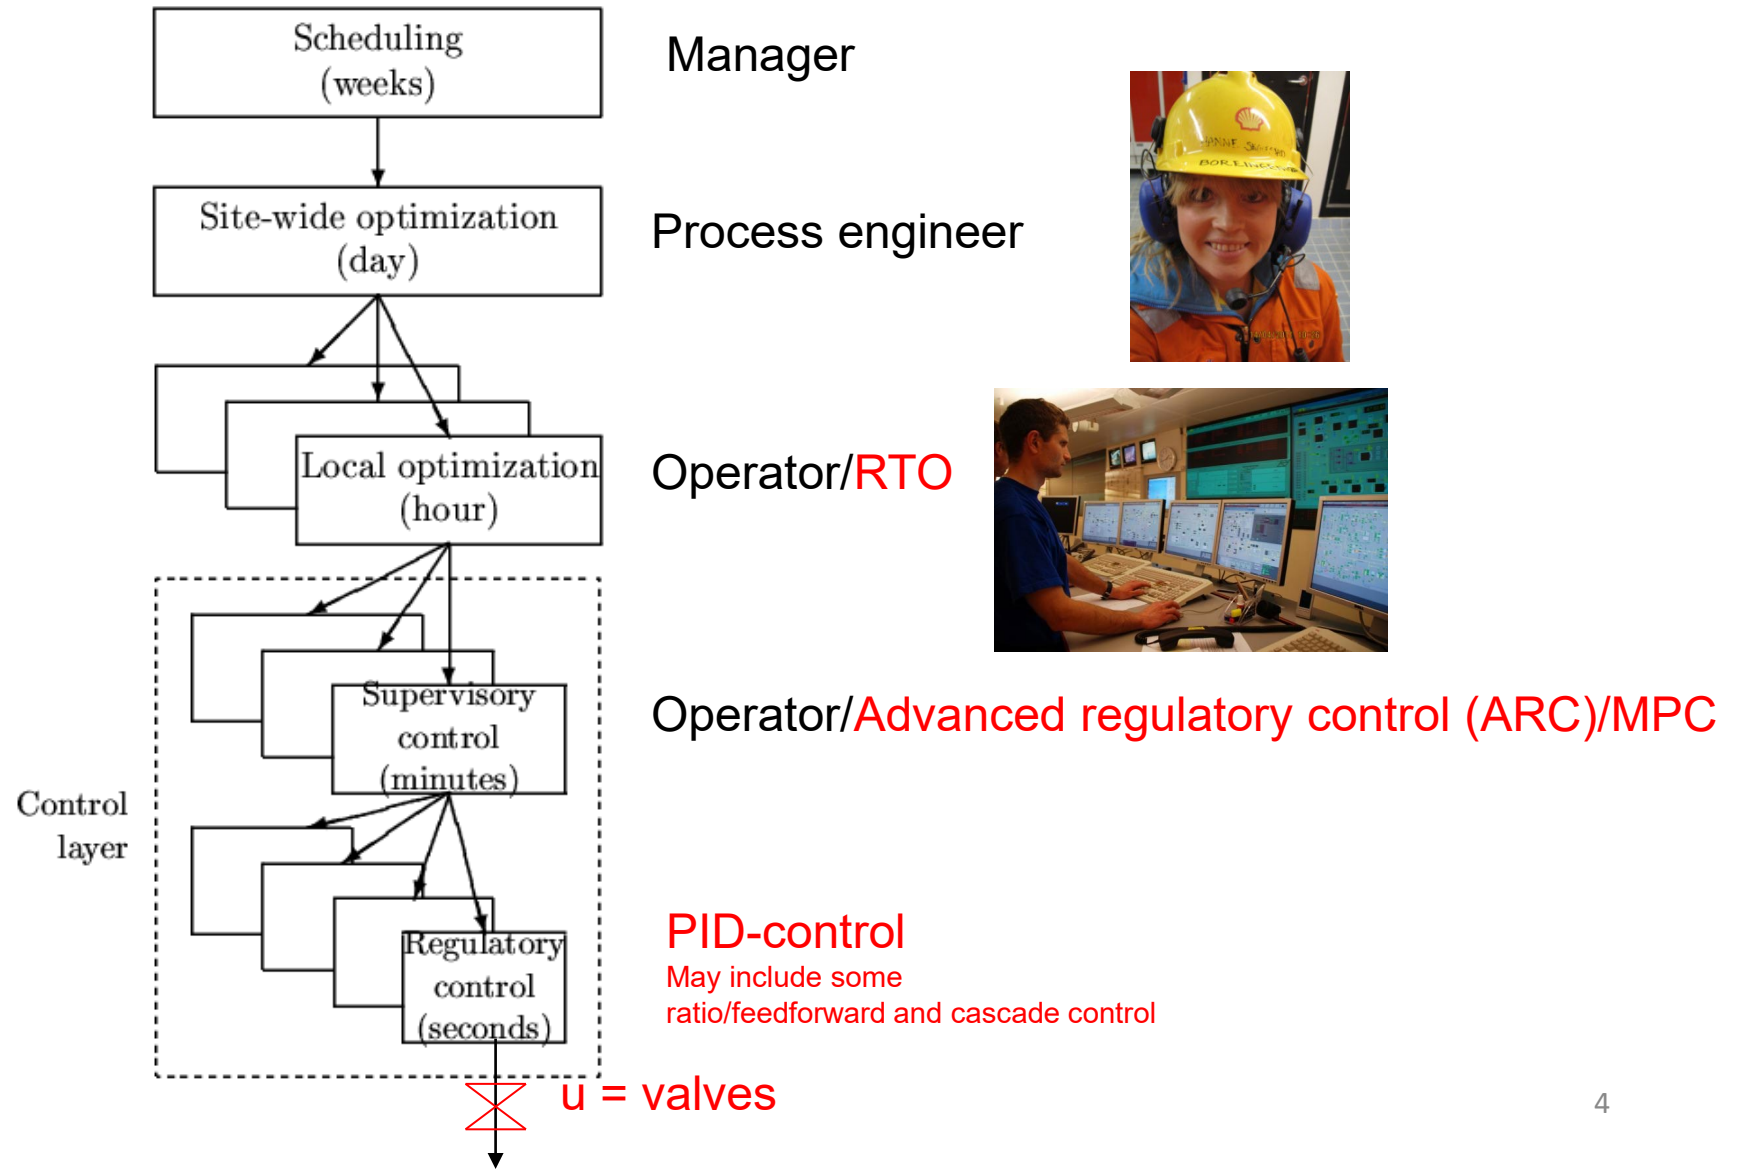 Scheduling
(weeks)
Manager
Site-wide optimization
(day)
Process engineer
Local optimization
(hour)
Operator/RTO
Supervisory
control
(minutes)
Operator/Advanced regulatory control (ARC)/MPC
Control
layer
Regulatory
control
(seconds)
PID-control
May include some
ratio/feedforward and cascade control
u = valves
4